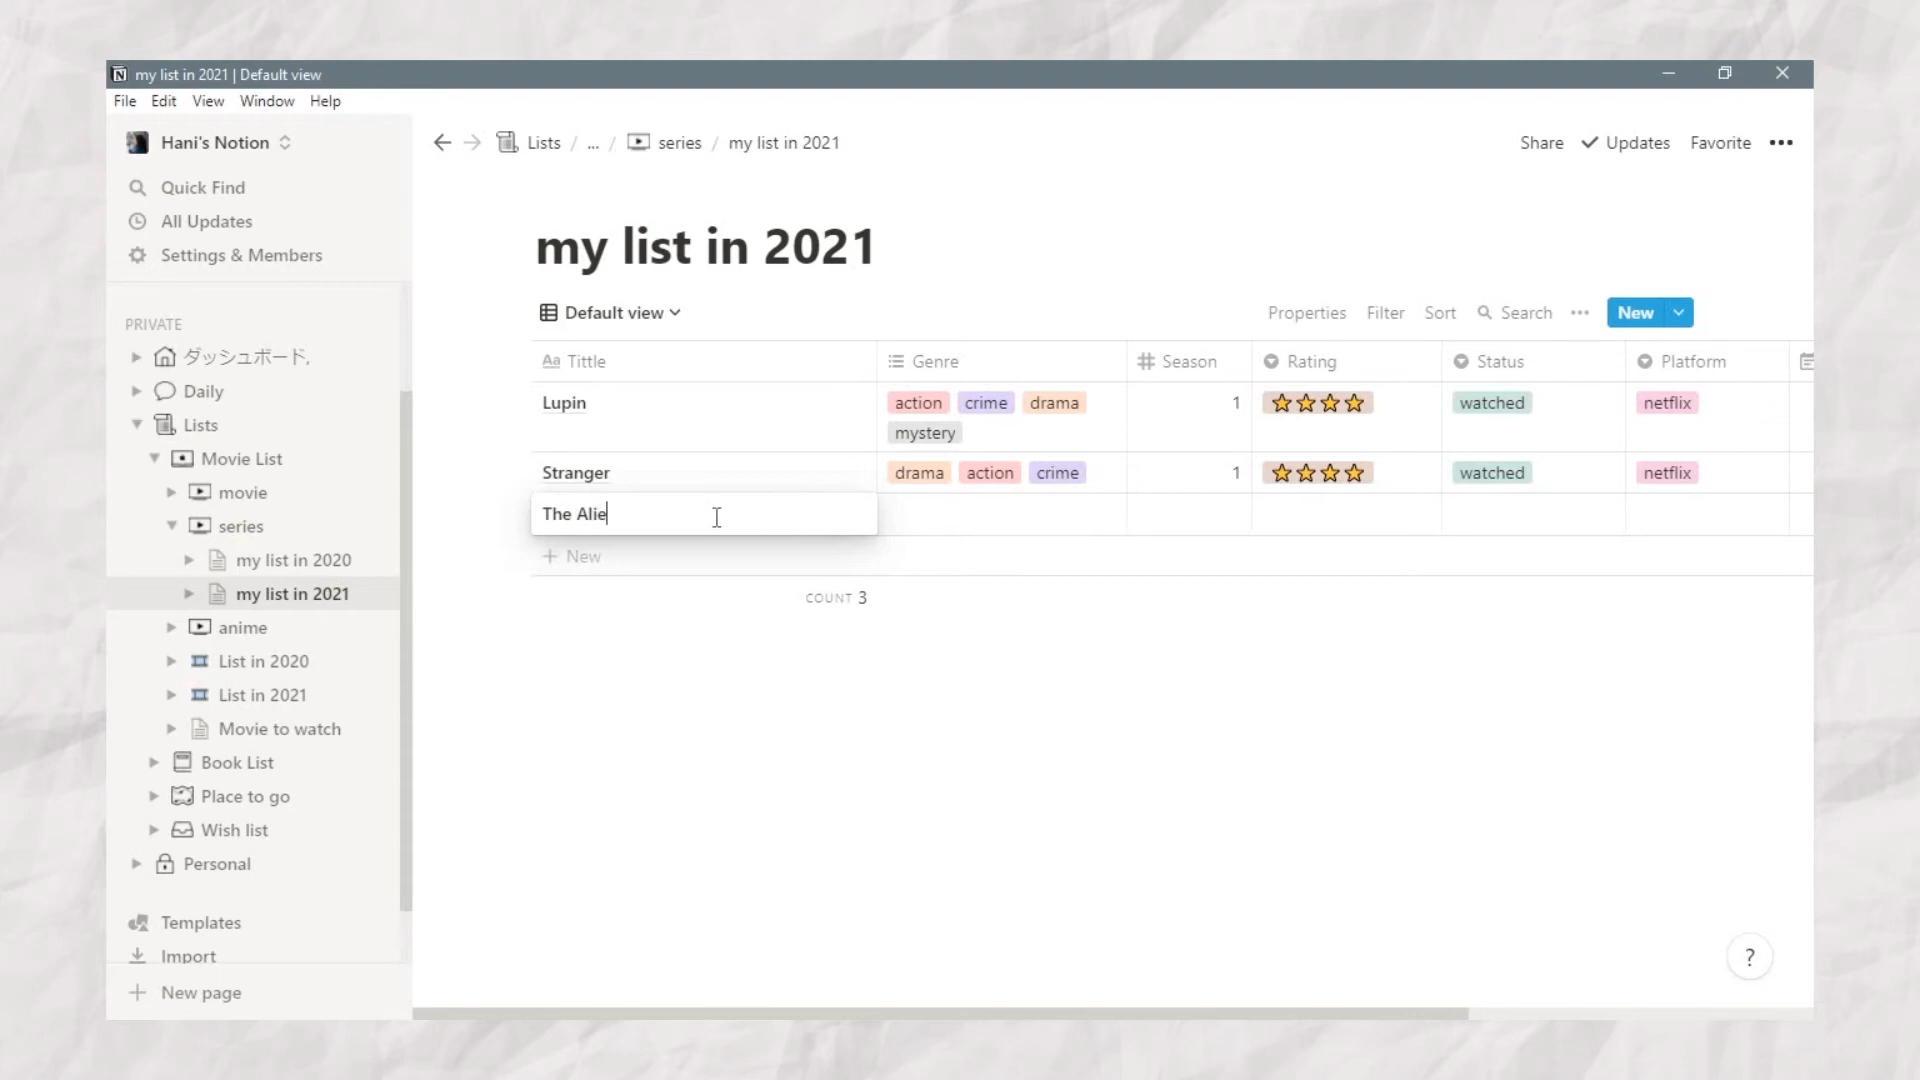 my list in 2021 | Default view
File Edit View Window Help
Hani's Notion
Lists / ... / series / my list in 2021
Share Updates Favorite •••
Quick Find
All Updates
Settings & Members
PRIVATE
ダッシュボード,
Daily
Lists
Movie List
movie
series
my list in 2020
my list in 2021
anime
List in 2020
List in 2021
Movie to watch
Book List
Place to go
Wish list
Personal
Templates
Import
+ New page
my list in 2021
Default view
Properties Filter Sort Search ••• New
Aa Tittle Genre # Season Rating Status Platform
Lupin action crime drama 1 ⭐⭐⭐⭐ watched netflix
mystery
Stranger drama action crime 1 ⭐⭐⭐⭐ watched netflix
The Alie
+ New
COUNT 3
?